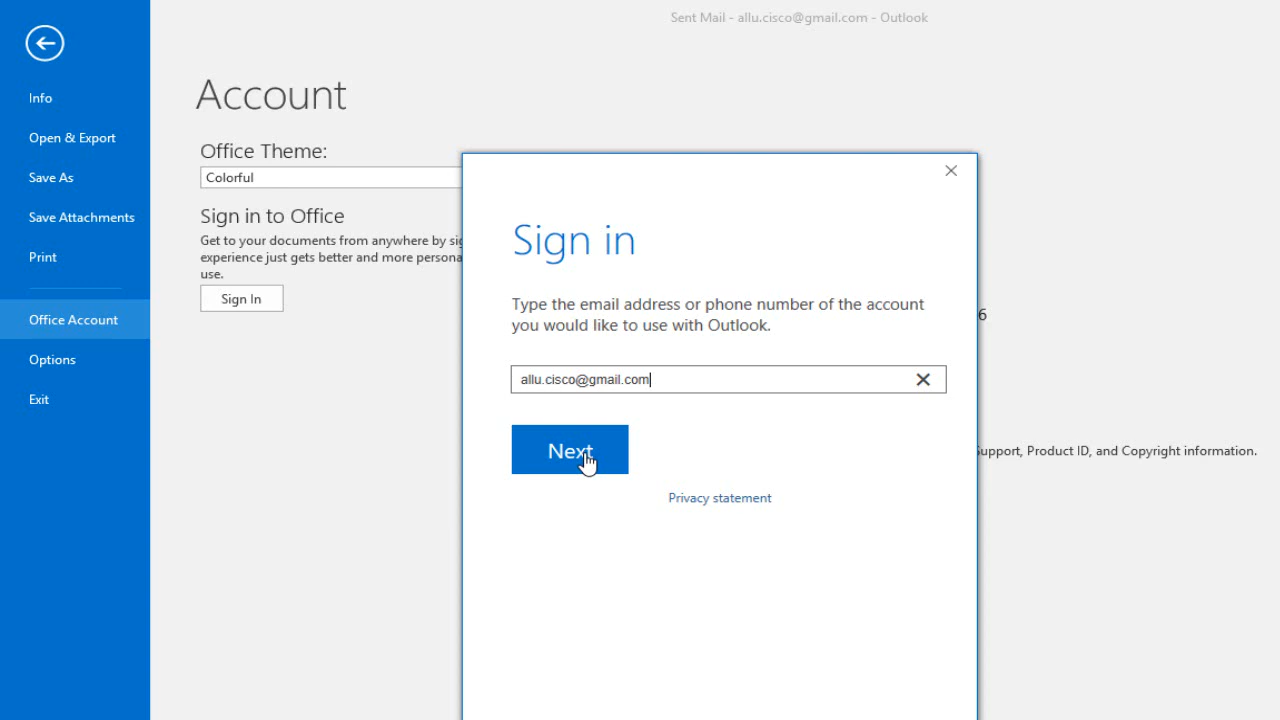 Sent Mail - allu.cisco@gmail.com - Outlook
Info
Open & Export
Save As
Save Attachments
Print
Office Account
Options
Exit
Account
Office Theme:
Colorful
Sign in to Office
Get to your documents from anywhere by
experience just gets better and more
use.
Sign In
Sign in
Type the email address or phone number of the account
you would like to use with Outlook.
allu.cisco@gmail.com
Next
Privacy statement
6
Support, Product ID, and Copyright information.